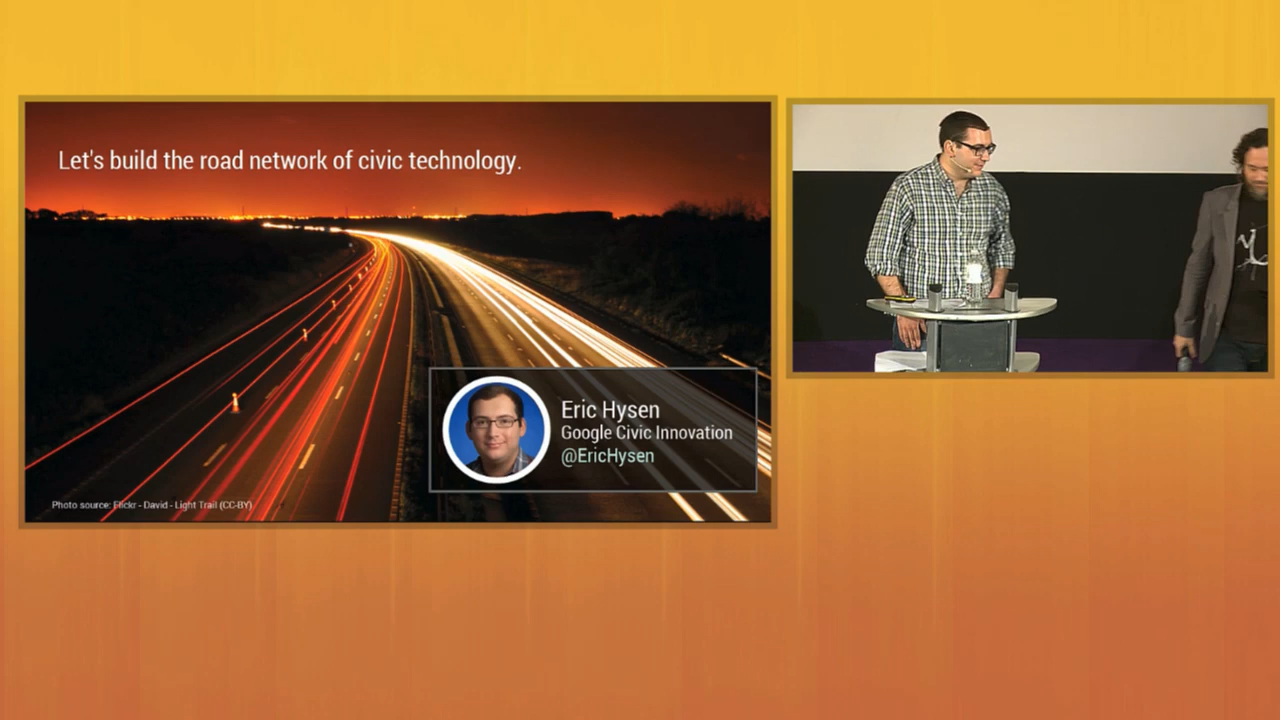 Let's build the road network of civic technology.
Eric Hysen
Google Civic Innovation
@EricHysen
Photo source: Flickr - David - Light Trail (CC-BY)